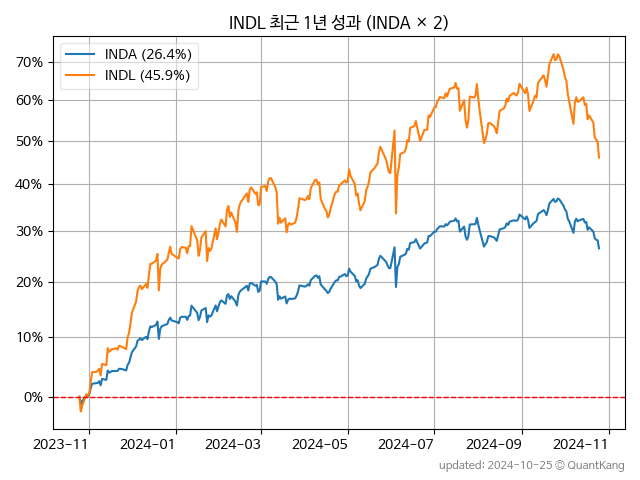 INDL 최근 1년 성과 (INDA × 2)
INDA (26.4%)
INDL (45.9%)
70%
60%
50%
40%
30%
20%
10%
0%
2023-11 2024-01 2024-03 2024-05 2024-07 2024-09 2024-11
updated: 2024-10-25 © QuantKang